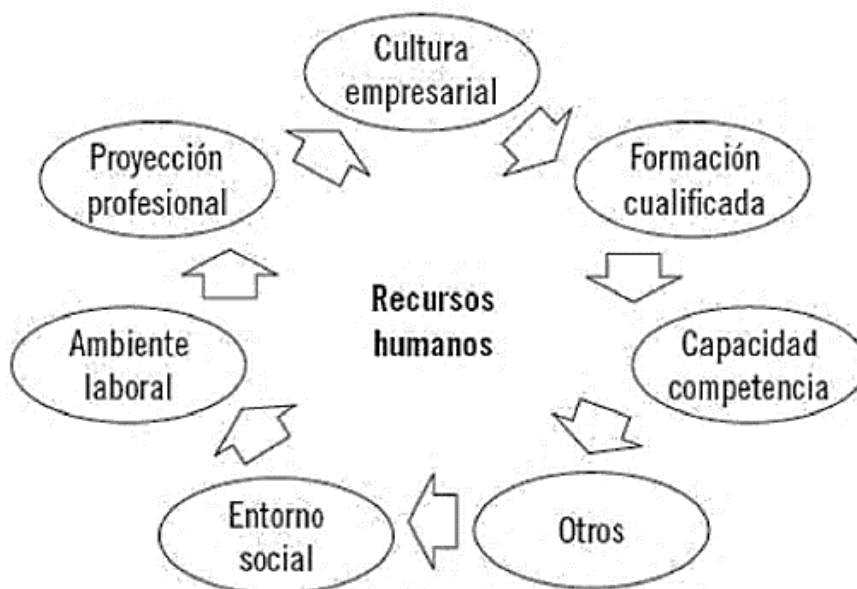 Cultura
empresarial
Formación
cualificada
Capacidad
competencia
Otros
Entorno
social
Ambiente
laboral
Proyección
profesional
Recursos
humanos